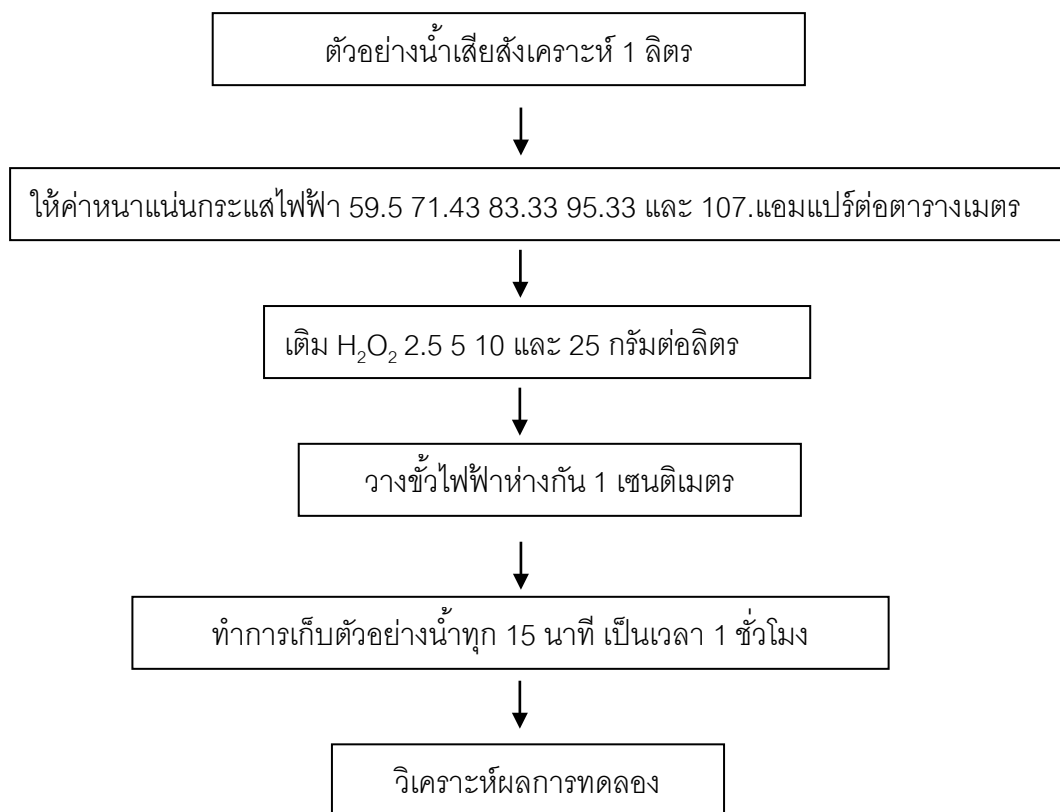 ตัวอย่างน้ำเสียสังเคราะห์ 1 ลิตร
ให้ค่าหนาแน่นกระแสไฟฟ้า 59.5 71.43 83.33 95.33 และ 107.แอมแปร์ต่อตารางเมตร
เติม H₂O₂ 2.5 5 10 และ 25 กรัมต่อลิตร
วางขั้วไฟฟ้าห่างกัน 1 เซนติเมตร
ทำการเก็บตัวอย่างน้ำทุก 15 นาที เป็นเวลา 1 ชั่วโมง
วิเคราะห์ผลการทดลอง